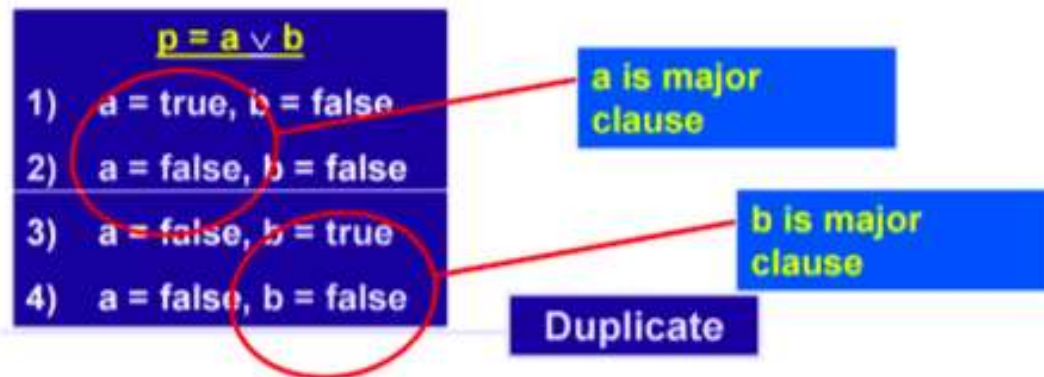 p = a ∨ b
1) a = true, b = false
2) a = false, b = false
3) a = false, b = true
4) a = false, b = false
a is major
clause
b is major
clause
Duplicate